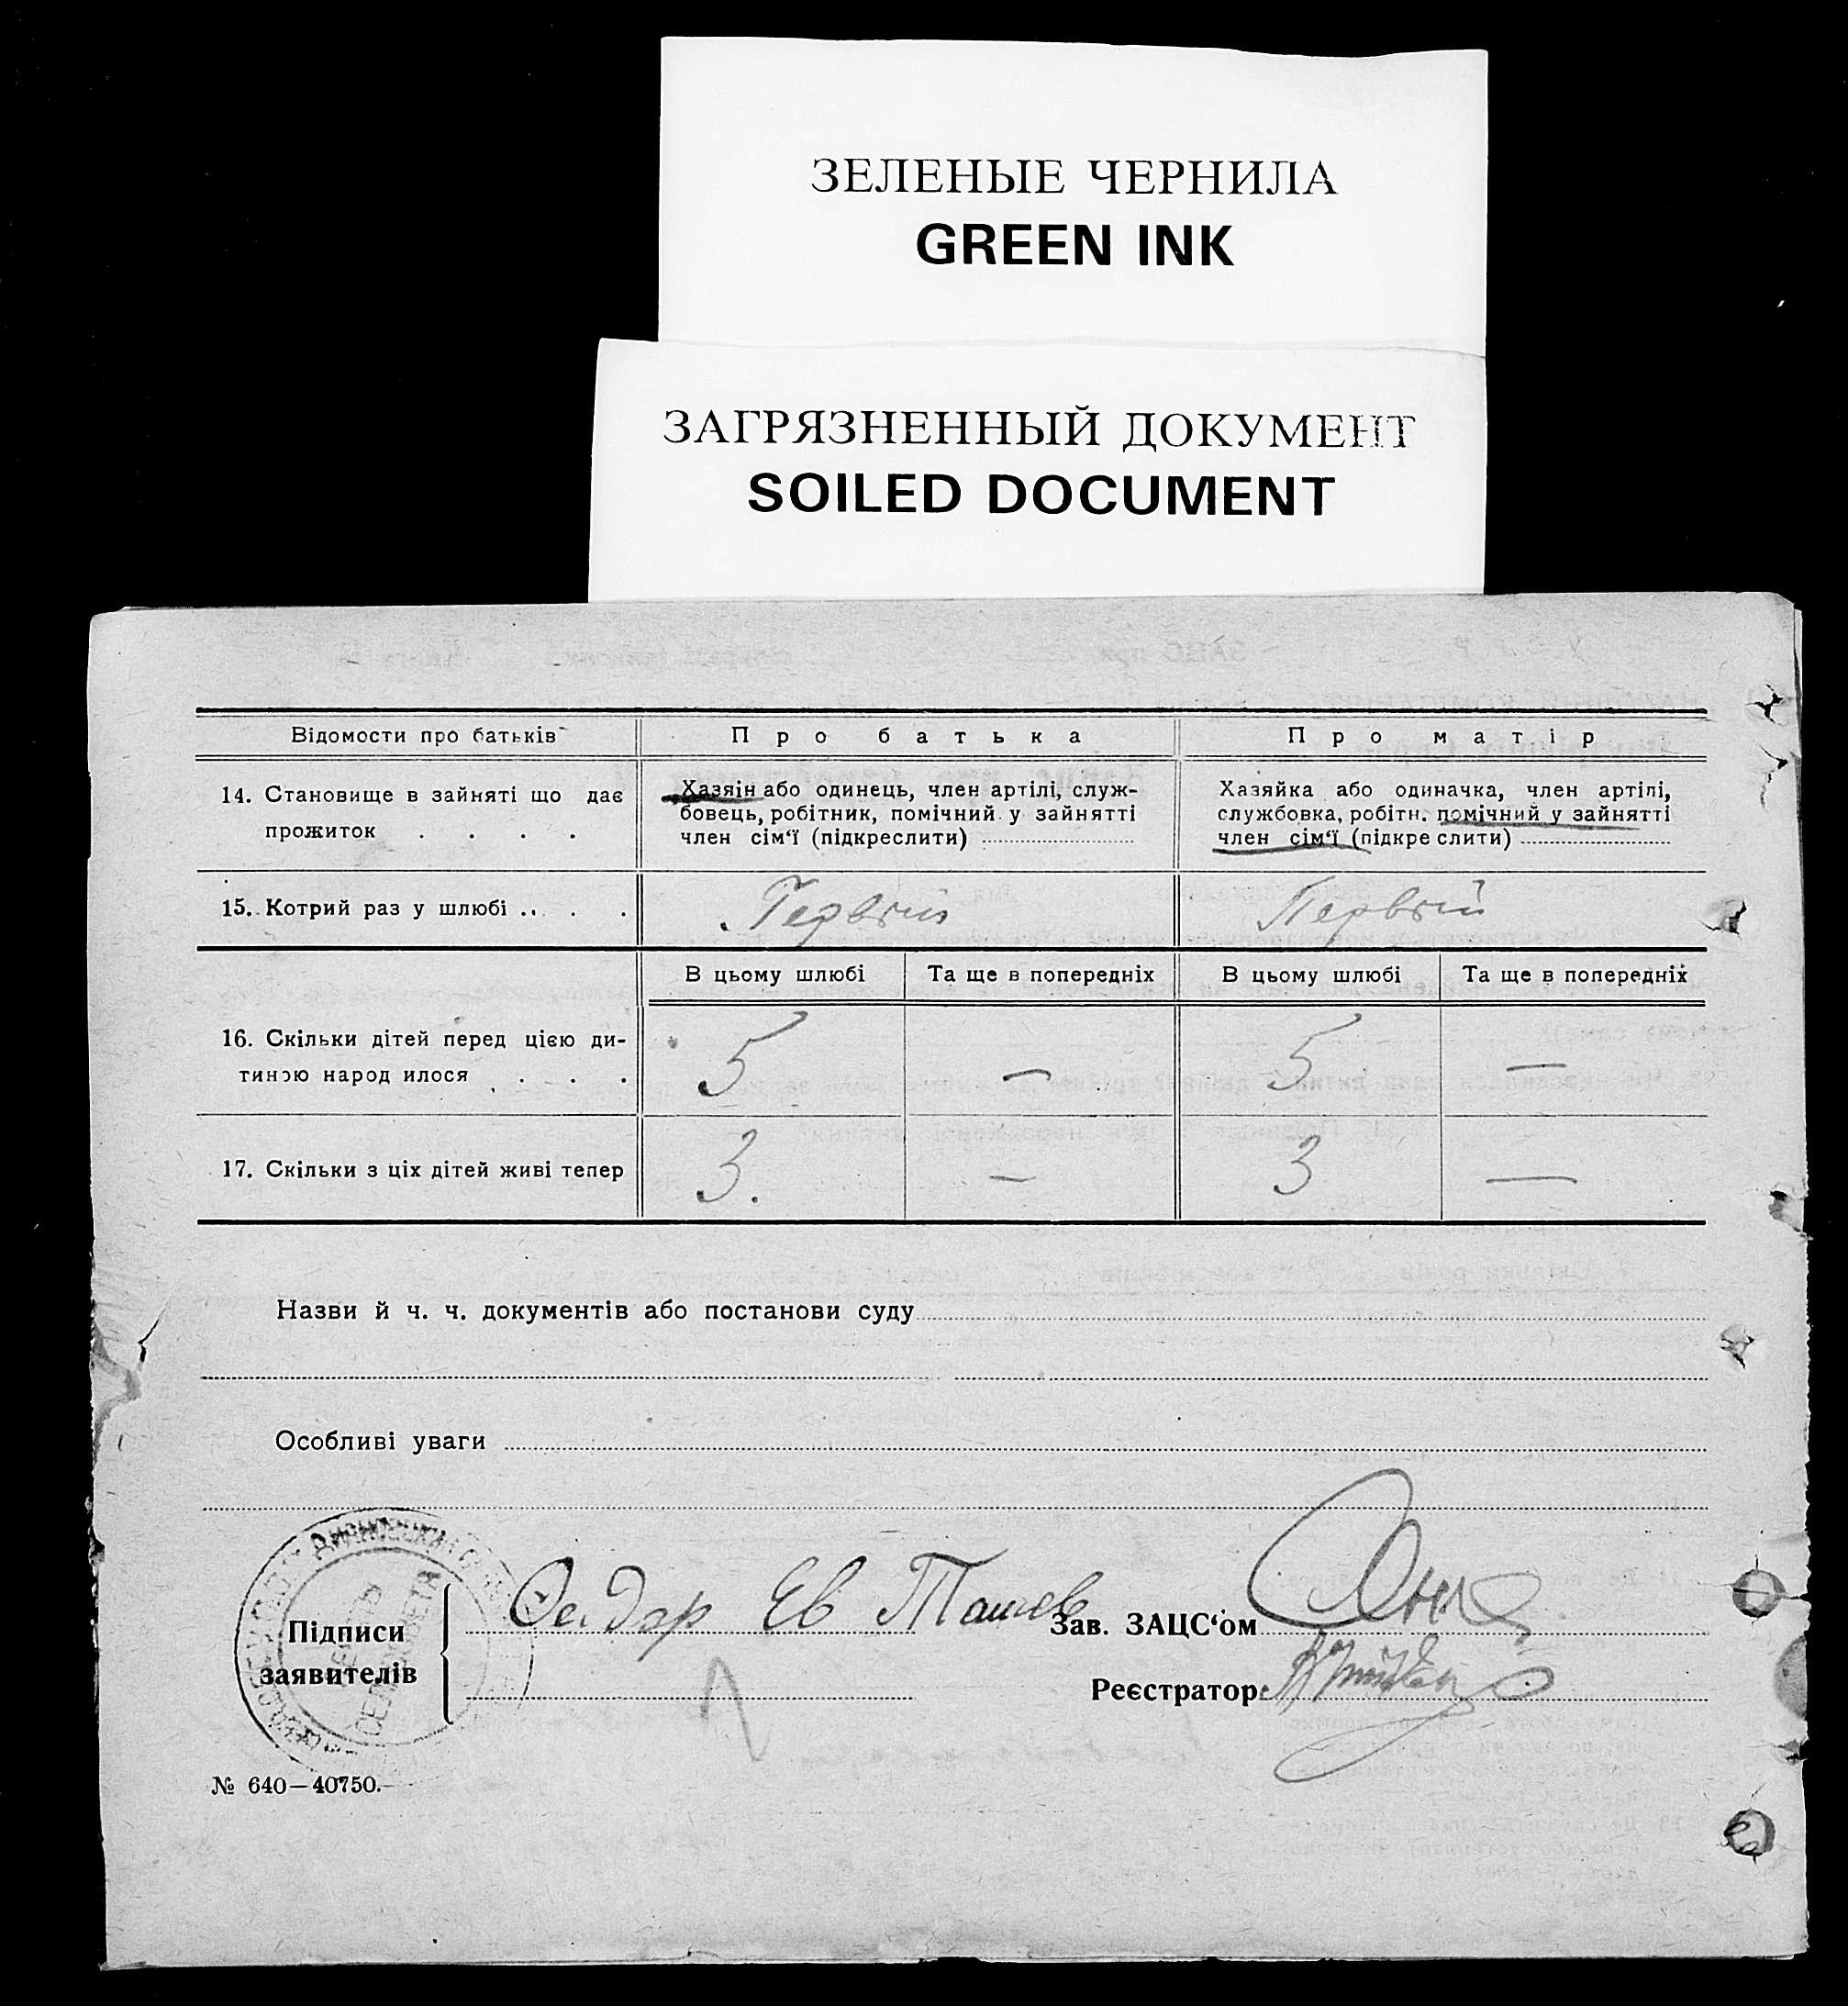 ЗЕЛЕНЫЕ ЧЕРНИЛА
GREEN INK
ЗАГРЯЗНЕННЫЙ ДОКУМЕНТ
SOILED DOCUMENT
Відомости про батьків
Про батька
Про матір
14. Становище в зайняті що дає
прожиток . . . .
Хазяін або одинець, член артілі, служ-
бовець, робітник, помічний у зайнятті
член сім'ї (підкреслити)
Хазяйка або одиначка, член артілі,
службовка, робітн. помічний у зайнятті
член сім'ї (підкреслити)
15. Котрий раз у шлюбі . . . .
Первый
Первый
В цьому шлюбі
Та ще в попередніх
В цьому шлюбі
Та ще в попередніх
16. Скільки дітей перед цією ди-
тиною народилося . . . .
5 — 5 —
17. Скільки з ціх дітей живі тепер
3. — 3 —
Назви й ч. ч. документів або постанови суду
Особливі уваги
Підписи
заявителів
Федор Ев
Зав. ЗАЦС'ом
Реєстратор
№ 640—40750.